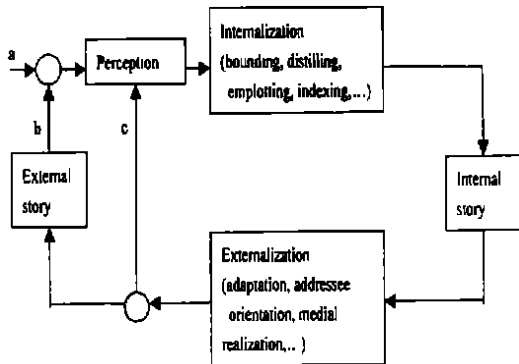 a
Perception
Internalization
(bounding, distilling,
emplotting, indexing,...)
b
c
External
story
Internal
story
Externalization
(adaptation, addressee
orientation, medial
realization,.. )